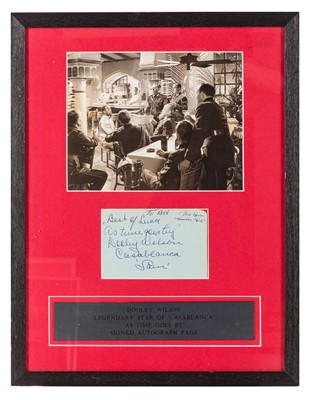 To
"Best of Luck
As time goes by"
Dooley Wilson
Casablanca
"Sam"
DOOLEY WILSON
LEGENDARY STAR OF CASABLANCA
AS TIME GOES BY
SIGNED AUTOGRAPH PAGE